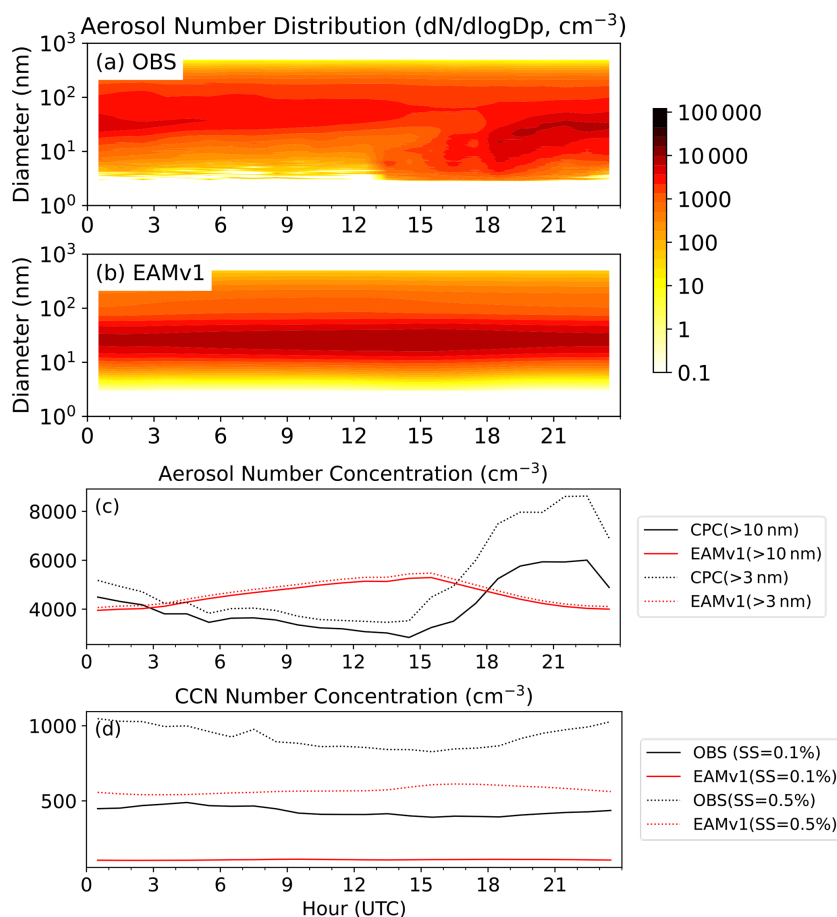 Aerosol Number Distribution (dN/dlogDp, cm⁻³)
(a) OBS
Diameter (nm)
10³
10²
10¹
10⁰
0 3 6 9 12 15 18 21
(b) EAMv1
Diameter (nm)
10³
10²
10¹
10⁰
0 3 6 9 12 15 18 21
100 000
10 000
1000
100
10
1
0.1
Aerosol Number Concentration (cm⁻³)
(c)
8000
6000
4000
0 3 6 9 12 15 18 21
CPC(>10 nm)
EAMv1(>10 nm)
CPC(>3 nm)
EAMv1(>3 nm)
CCN Number Concentration (cm⁻³)
(d)
1000
500
0 3 6 9 12 15 18 21
Hour (UTC)
OBS (SS=0.1%)
EAMv1(SS=0.1%)
OBS(SS=0.5%)
EAMv1(SS=0.5%)